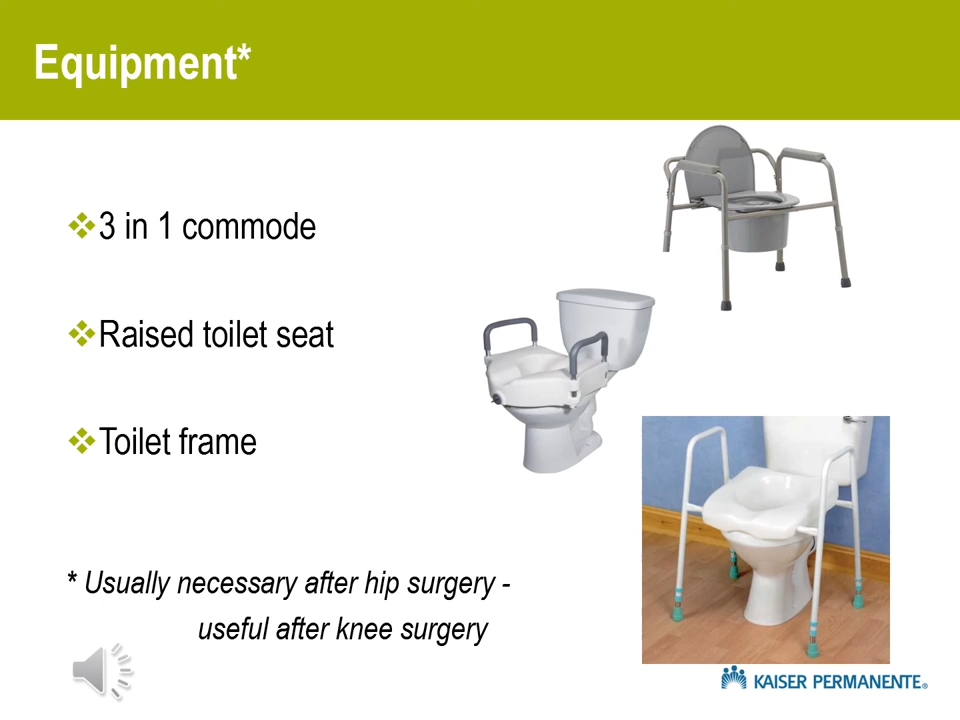 Equipment*
3 in 1 commode
Raised toilet seat
Toilet frame
* Usually necessary after hip surgery -
useful after knee surgery
KAISER PERMANENTE®